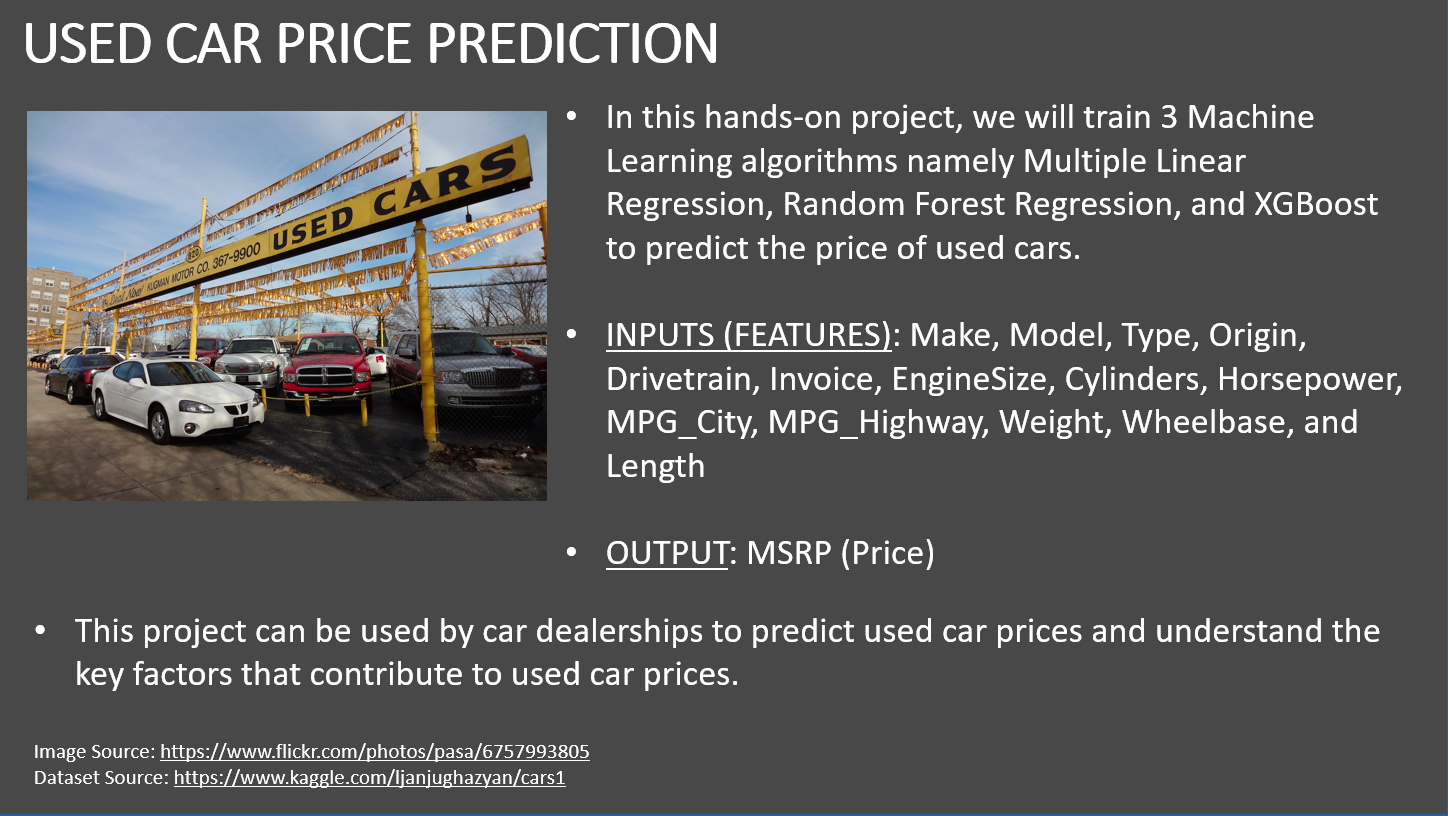 USED CAR PRICE PREDICTION
• In this hands-on project, we will train 3 Machine
Learning algorithms namely Multiple Linear
Regression, Random Forest Regression, and XGBoost
to predict the price of used cars.
• INPUTS (FEATURES): Make, Model, Type, Origin,
Drivetrain, Invoice, EngineSize, Cylinders, Horsepower,
MPG_City, MPG_Highway, Weight, Wheelbase, and
Length
• OUTPUT: MSRP (Price)
USED CARS
KUGMAN MOTOR CO. 367-9900
• This project can be used by car dealerships to predict used car prices and understand the
key factors that contribute to used car prices.
Image Source: https://www.flickr.com/photos/pasa/6757993805
Dataset Source: https://www.kaggle.com/ljanjughazyan/cars1